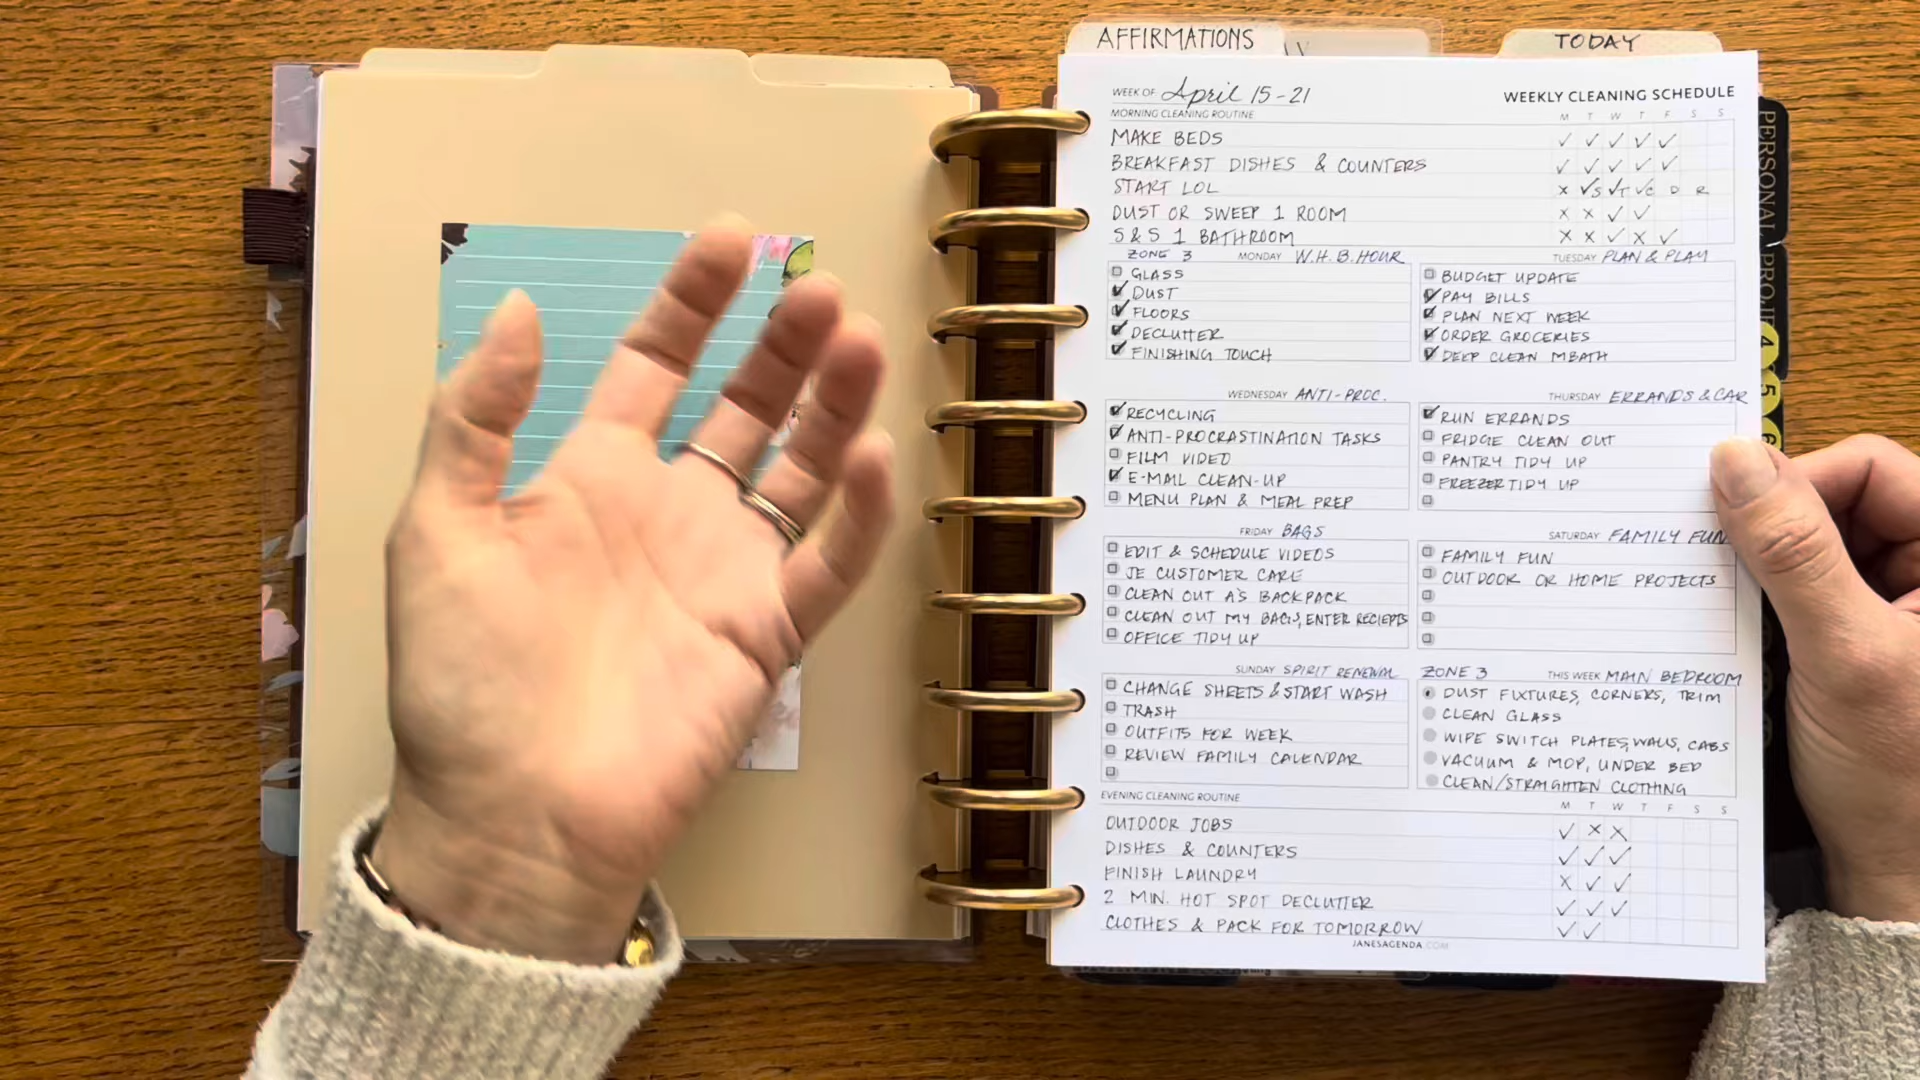 AFFIRMATIONS
TODAY
WEEK OF April 15-21
WEEKLY CLEANING SCHEDULE
MORNING CLEANING ROUTINE M T W T F S S
MAKE BEDS ✓ ✓ ✓ ✓ ✓
BREAKFAST DISHES & COUNTERS ✓ ✓ ✓ ✓ ✓
START LOL x ✓S ✓T ✓C D R
DUST OR SWEEP 1 ROOM x x ✓ ✓
S & S 1 BATHROOM x x ✓ x ✓
ZONE 3 MONDAY W.H.B. HOUR
GLASS
DUST
FLOORS
DECLUTTER
FINISHING TOUCH
TUESDAY PLAN & PLAY
BUDGET UPDATE
PAY BILLS
PLAN NEXT WEEK
ORDER GROCERIES
DEEP CLEAN MBATH
WEDNESDAY ANTI-PROC.
RECYCLING
ANTI-PROCRASTINATION TASKS
FILM VIDEO
E-MAIL CLEAN-UP
MENU PLAN & MEAL PREP
THURSDAY ERRANDS & CAR
RUN ERRANDS
FRIDGE CLEAN OUT
PANTRY TIDY UP
FREEZER TIDY UP
FRIDAY BAGS
EDIT & SCHEDULE VIDEOS
JE CUSTOMER CARE
CLEAN OUT A'S BACKPACK
CLEAN OUT MY BAGS, ENTER RECIEPTS
OFFICE TIDY UP
SATURDAY FAMILY FUN
FAMILY FUN
OUTDOOR OR HOME PROJECTS
SUNDAY SPIRIT RENEWAL
CHANGE SHEETS & START WASH
TRASH
OUTFITS FOR WEEK
REVIEW FAMILY CALENDAR
ZONE 3 THIS WEEK MAIN BEDROOM
DUST FIXTURES, CORNERS, TRIM
CLEAN GLASS
WIPE SWITCH PLATES, WALLS, CABS
VACUUM & MOP, UNDER BED
CLEAN/STRAIGHTEN CLOTHING
EVENING CLEANING ROUTINE M T W T F S S
OUTDOOR JOBS ✓ x x
DISHES & COUNTERS ✓ ✓ ✓
FINISH LAUNDRY x ✓ ✓
2 MIN. HOT SPOT DECLUTTER ✓ ✓ ✓
CLOTHES & PACK FOR TOMORROW ✓ ✓
JANESAGENDA.COM
PERSONAL
4
5
6